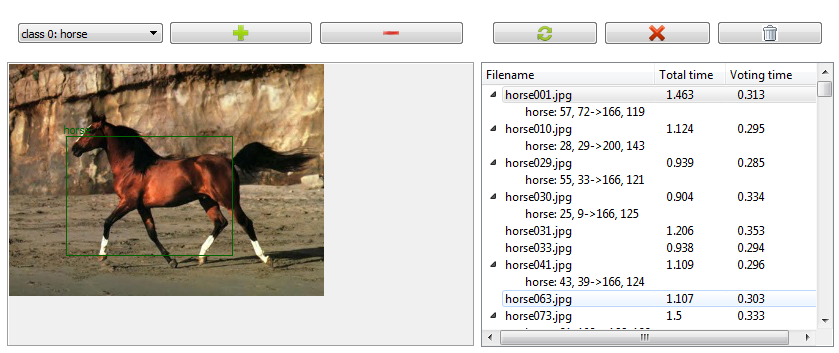 class 0: horse
horse
Filename Total time Voting time
horse001.jpg 1.463 0.313
horse: 57, 72->166, 119
horse010.jpg 1.124 0.295
horse: 28, 29->200, 143
horse029.jpg 0.939 0.285
horse: 55, 33->166, 121
horse030.jpg 0.904 0.334
horse: 25, 9->166, 125
horse031.jpg 1.206 0.353
horse033.jpg 0.938 0.294
horse041.jpg 1.109 0.296
horse: 43, 39->166, 124
horse063.jpg 1.107 0.303
horse073.jpg 1.5 0.333